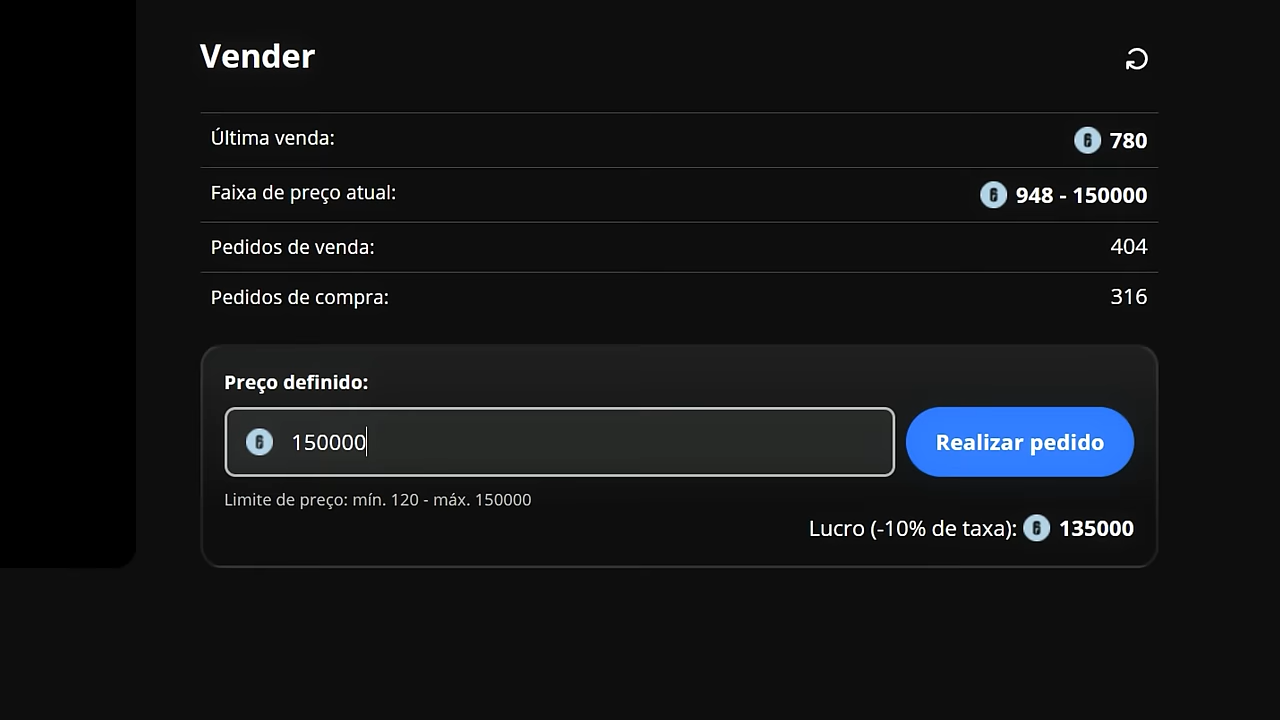 Vender
Última venda: 780
Faixa de preço atual: 948 - 150000
Pedidos de venda: 404
Pedidos de compra: 316
Preço definido:
150000 Realizar pedido
Limite de preço: mín. 120 - máx. 150000
Lucro (-10% de taxa): 135000